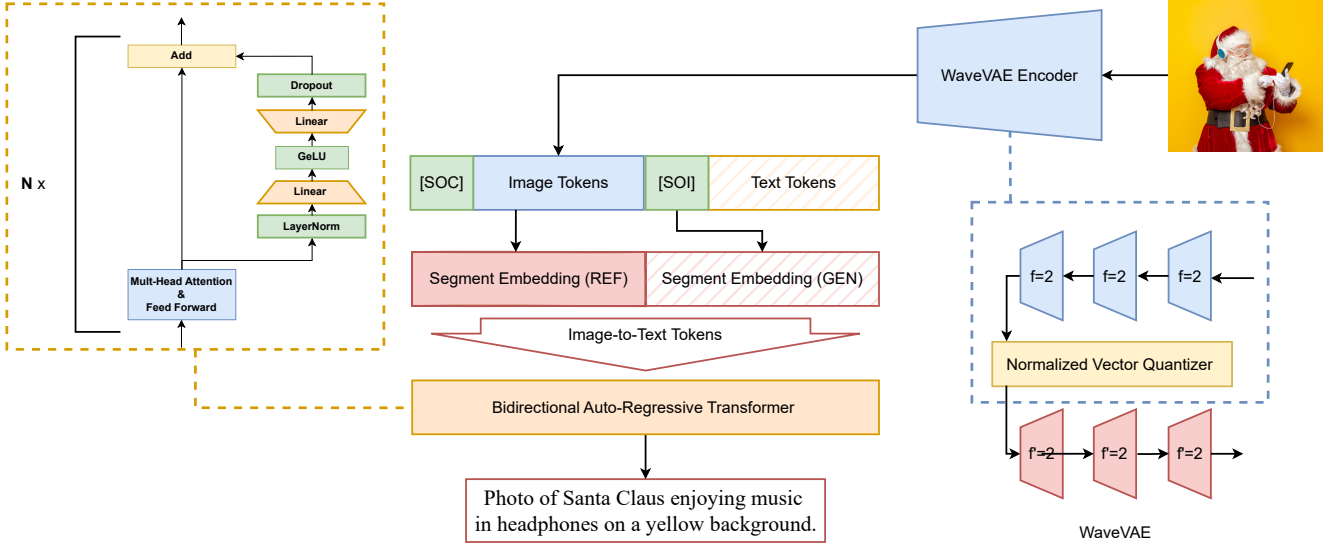 Add
Dropout
Linear
GeLU
Linear
LayerNorm
N x
Mult-Head Attention
&
Feed Forward
WaveVAE Encoder
[SOC]
Image Tokens
[SOI]
Text Tokens
Segment Embedding (REF)
Segment Embedding (GEN)
Image-to-Text Tokens
Bidirectional Auto-Regressive Transformer
Photo of Santa Claus enjoying music
in headphones on a yellow background.
f=2
f=2
f=2
Normalized Vector Quantizer
f'=2
f'=2
f'=2
WaveVAE